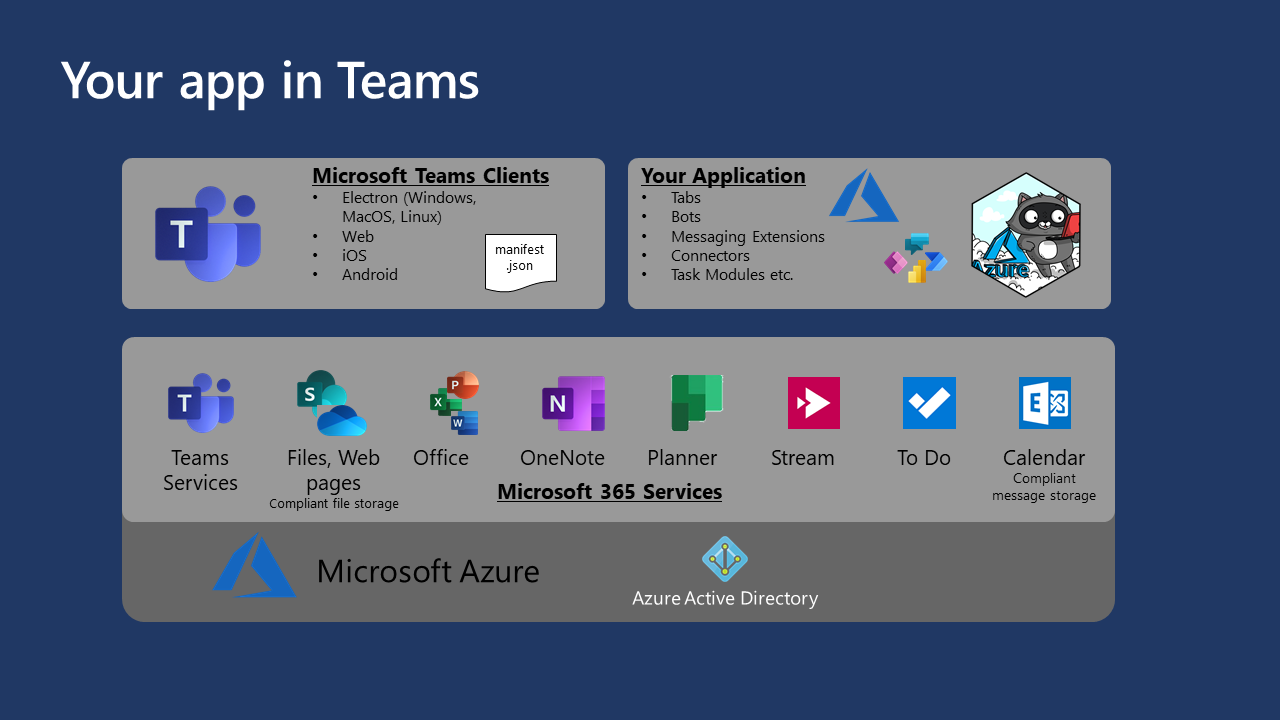 Your app in Teams
Microsoft Teams Clients
• Electron (Windows,
MacOS, Linux)
• Web
• iOS
• Android
T
manifest
.json
Your Application
• Tabs
• Bots
• Messaging Extensions
• Connectors
• Task Modules etc.
Azure
T
S
P
X
W
N
E
Teams
Services
Files, Web
pages
Compliant file storage
Office
OneNote
Planner
Stream
To Do
Calendar
Compliant
message storage
Microsoft 365 Services
Microsoft Azure
Azure Active Directory